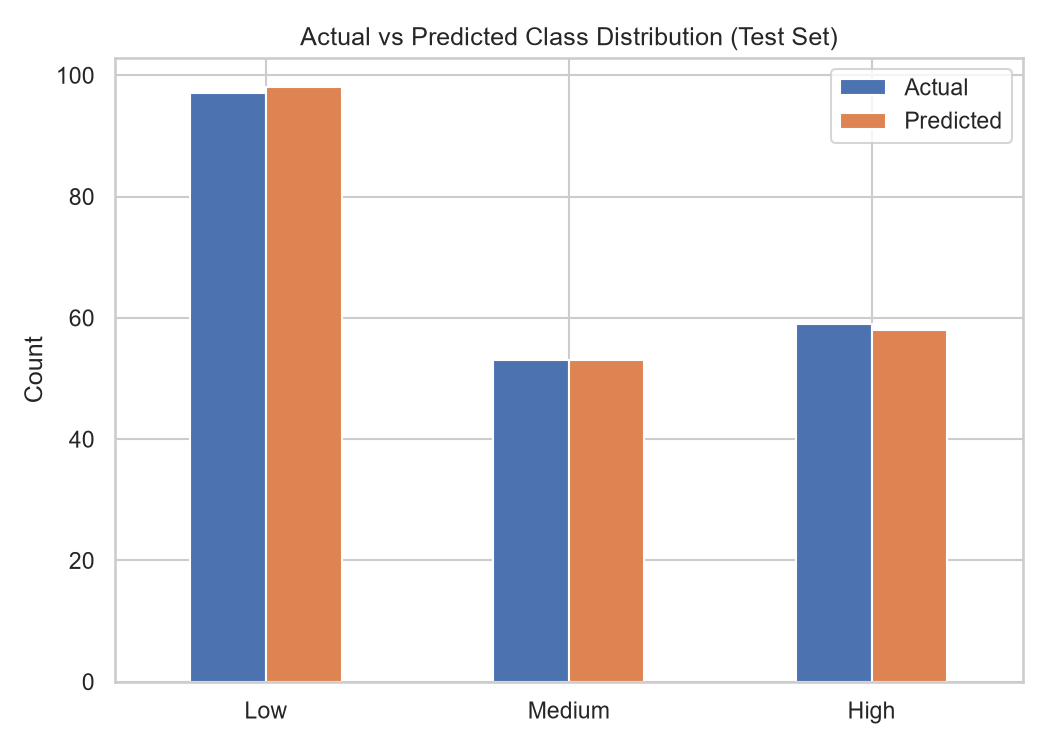 Actual vs Predicted Class Distribution (Test Set)
100
80
60
40
20
0
Count
Actual
Predicted
Low
Medium
High